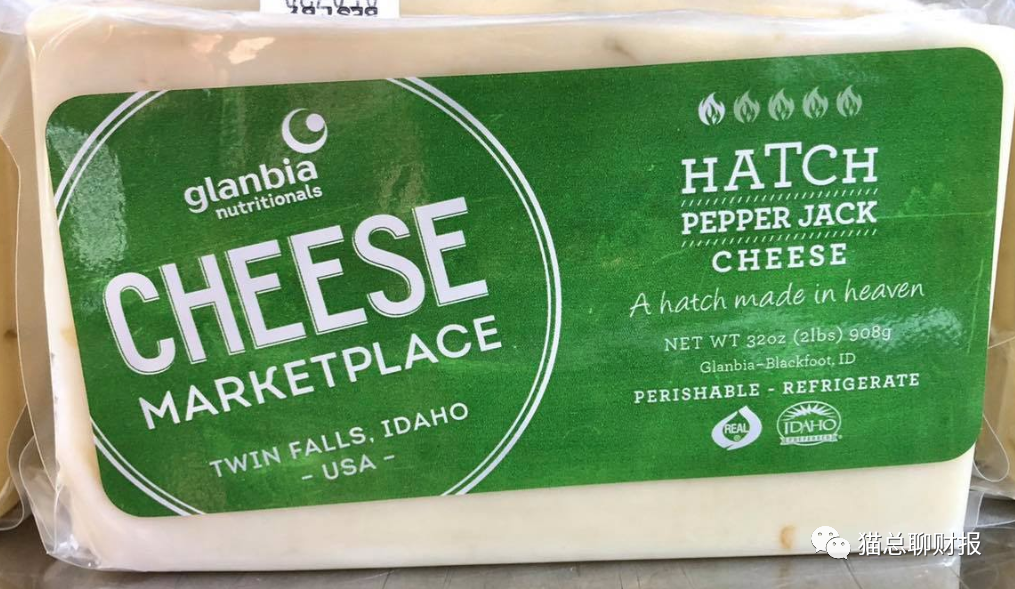 glanbia
nutritionals
CHEESE
MARKETPLACE
TWIN FALLS, IDAHO
- USA -
HATCH
PEPPER JACK
CHEESE
A hatch made in heaven
NET WT 32oz (2lbs) 908g
Glanbia-Blackfoot, ID
PERISHABLE - REFRIGERATE
REAL
IDAHO
PREFERRED
猫总聊财报